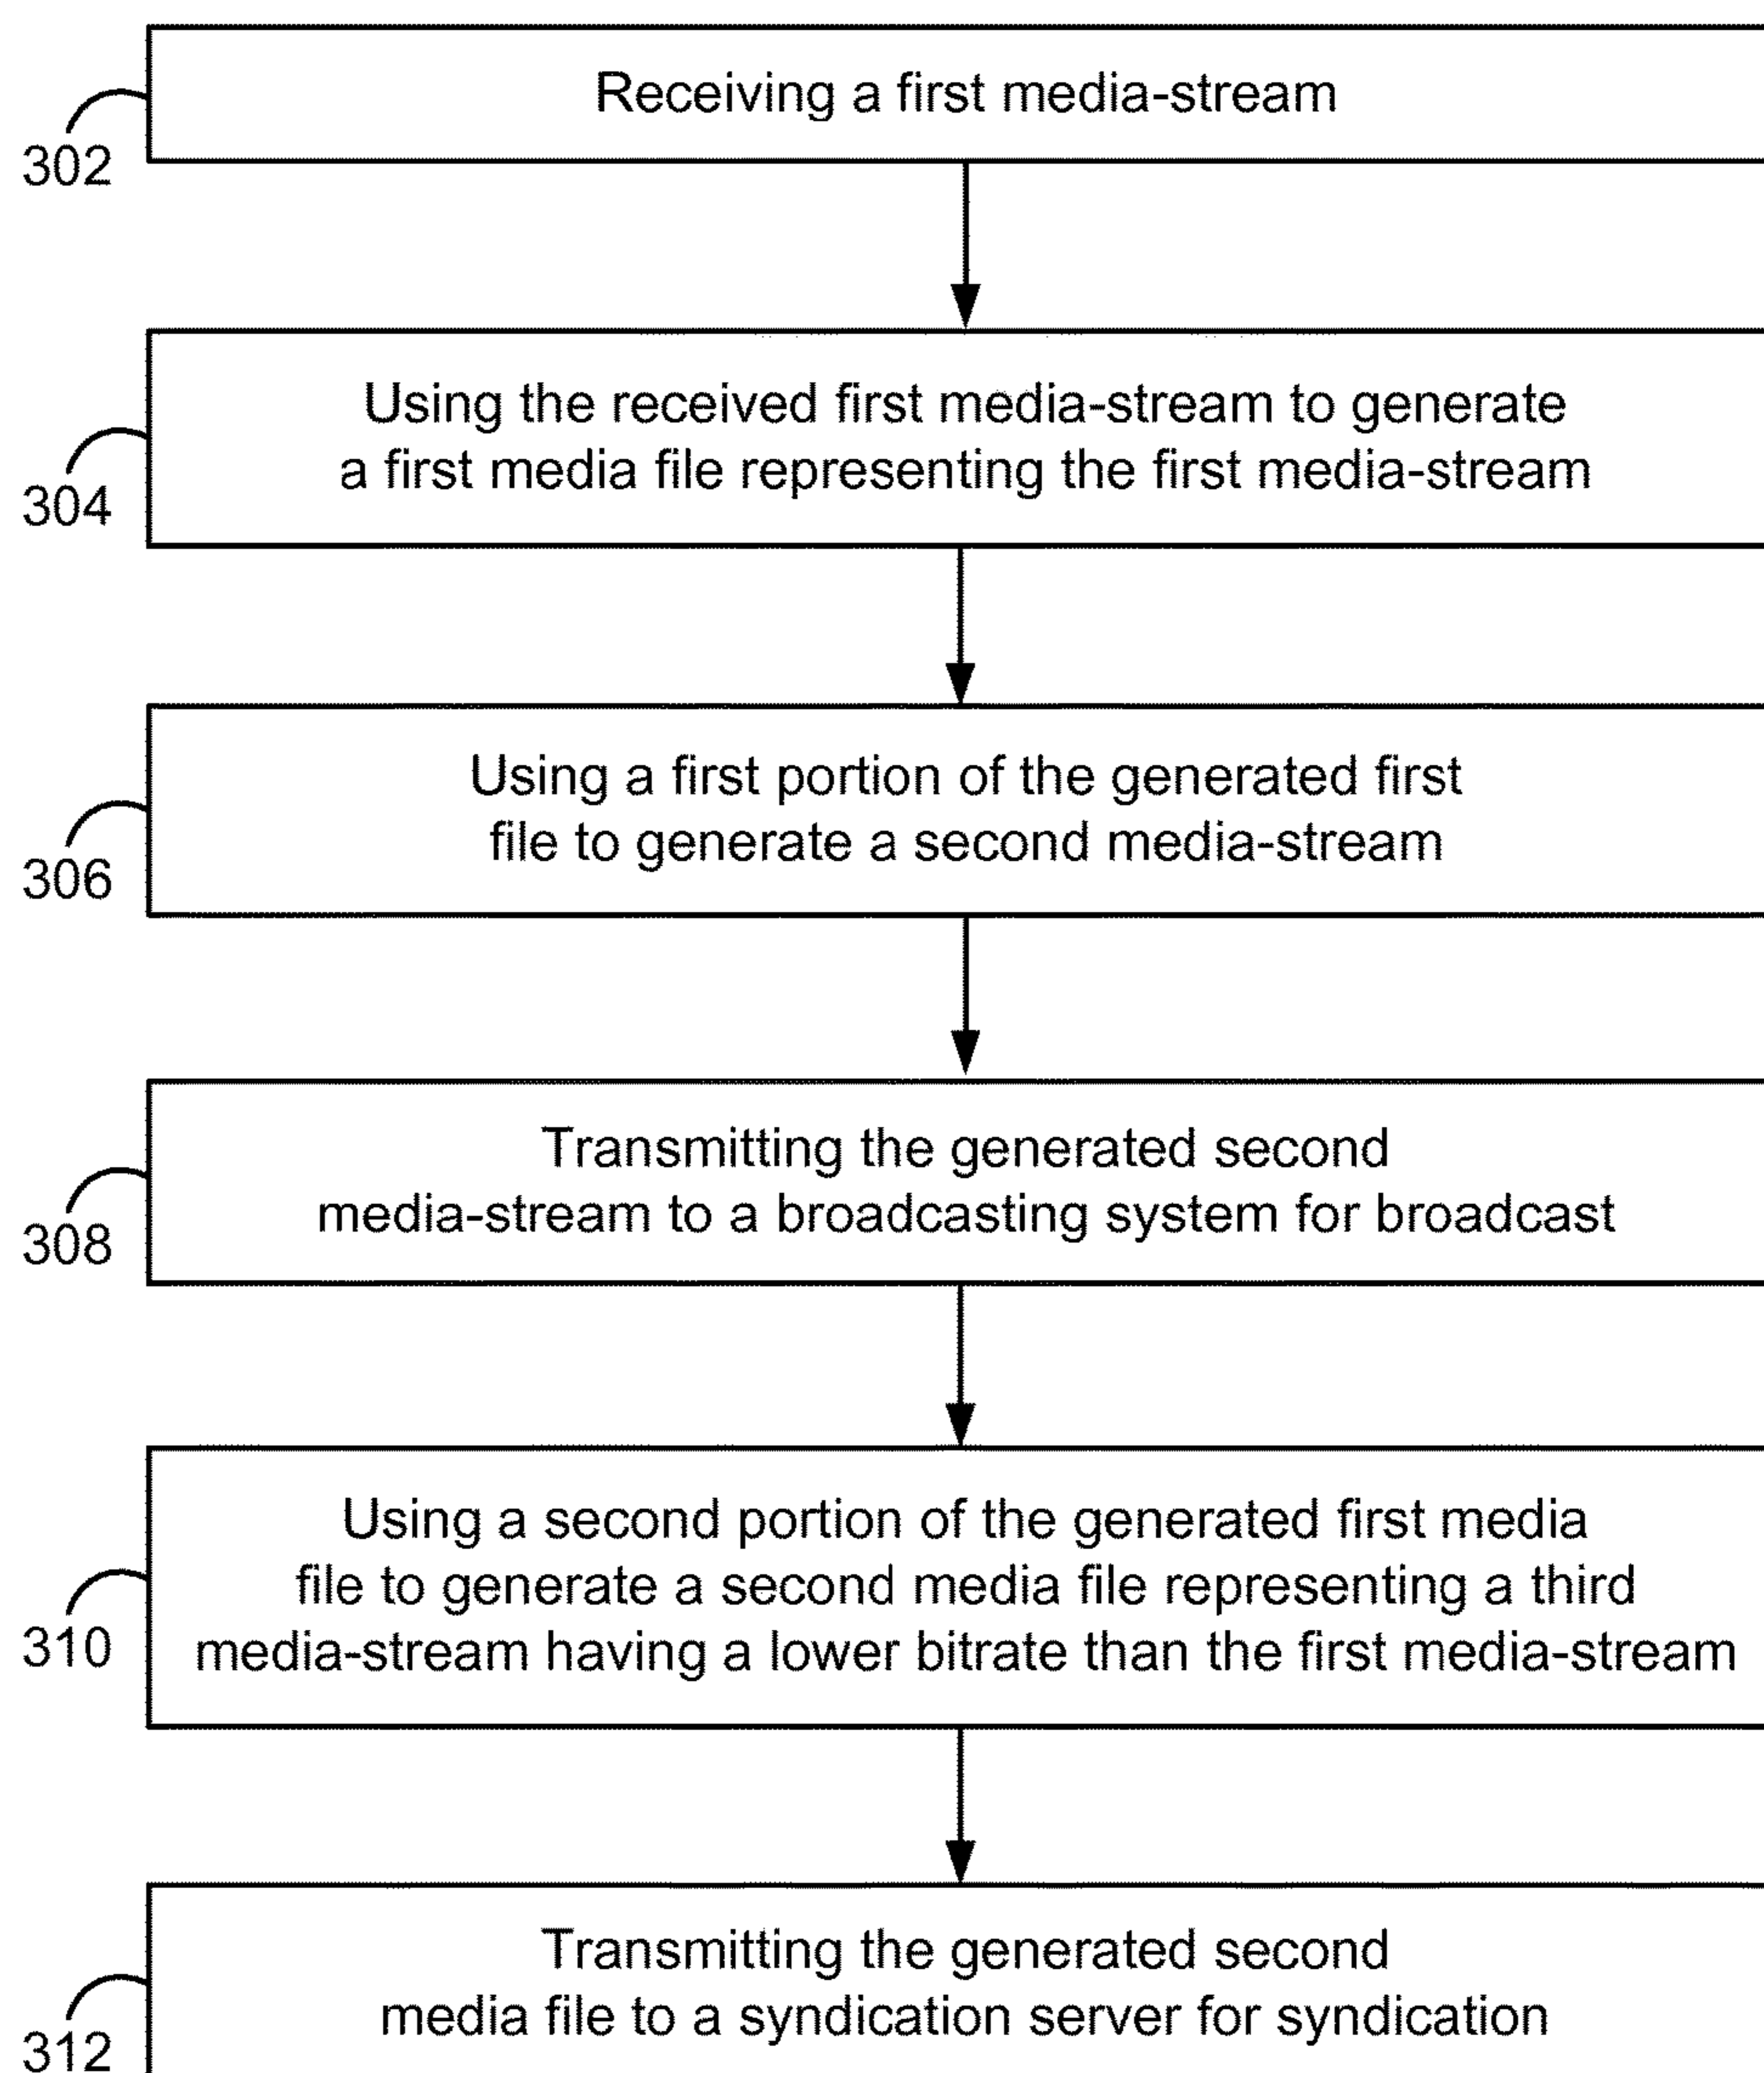 Receiving a first media-stream
302
Using the received first media-stream to generate
a first media file representing the first media-stream
304
Using a first portion of the generated first
file to generate a second media-stream
306
Transmitting the generated second
media-stream to a broadcasting system for broadcast
308
Using a second portion of the generated first media
file to generate a second media file representing a third
media-stream having a lower bitrate than the first media-stream
310
Transmitting the generated second
media file to a syndication server for syndication
312